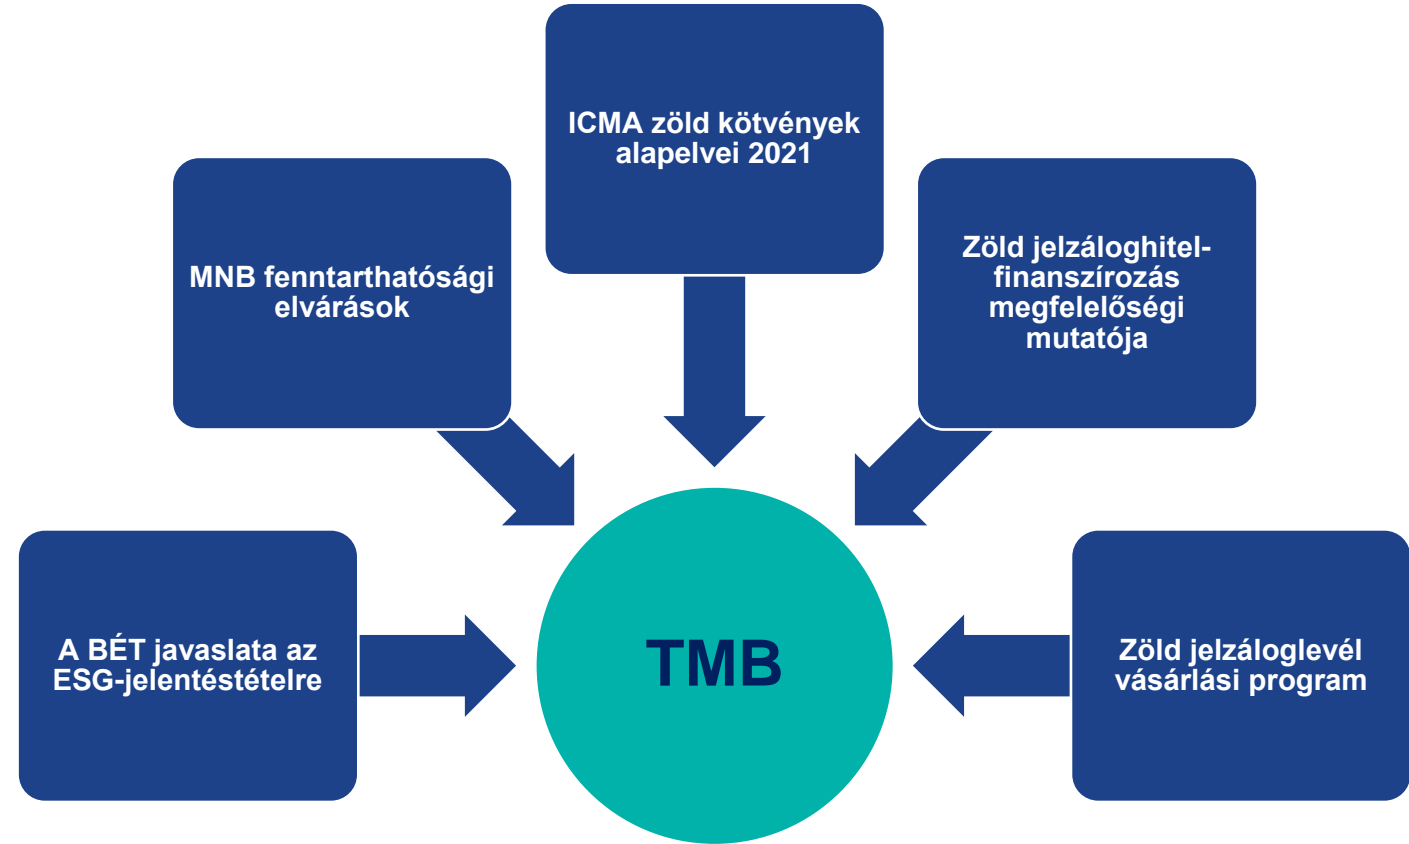 ICMA zöld kötvények
alapelvei 2021
MNB fenntarthatósági
elvárások
Zöld jelzáloghitel-
finanszírozás
megfelelőségi
mutatója
A BÉT javaslata az
ESG-jelentéstételre
TMB
Zöld jelzáloglevél
vásárlási program